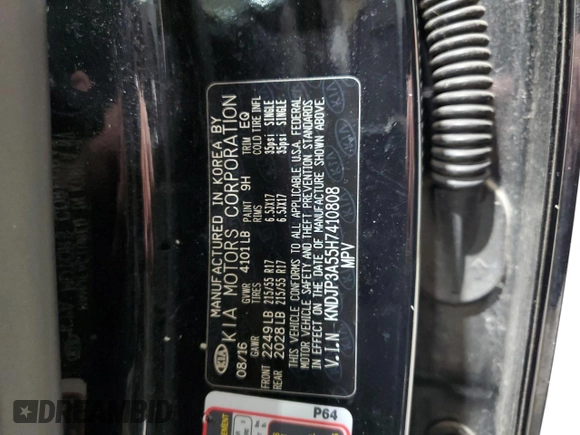 KIA
MANUFACTURED IN KOREA BY
KIA MOTORS CORPORATION
08/16 GVWR 4101LB PAINT 9H TRIM EQ
GAWR TIRES RIMS COLD TIRE INFL
FRONT 2249LB 215/55 R17 6.5JX17 35psi SINGLE
REAR 2028LB 215/55 R17 6.5JX17 35psi SINGLE
THIS VEHICLE CONFORMS TO ALL APPLICABLE U.S.A. FEDERAL
MOTOR VEHICLE SAFETY AND THEFT PREVENTION STANDARDS
IN EFFECT ON THE DATE OF MANUFACTURE SHOWN ABOVE.
V.I.N- KNDJP3A55H7410808
MPV
P64
DREAMBID